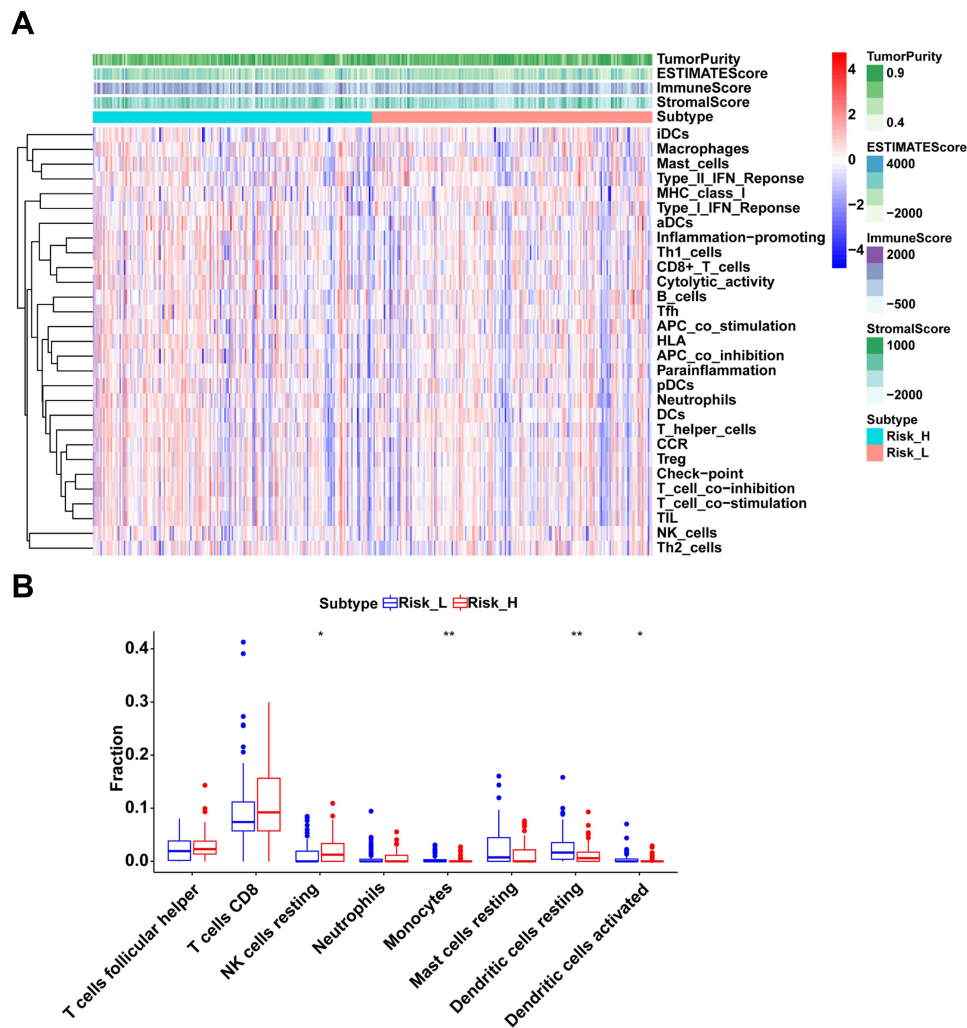 A
TumorPurity
ESTIMATEScore
ImmuneScore
StromalScore
Subtype
iDCs
Macrophages
Mast_cells
Type_II_IFN_Reponse
MHC_class_I
Type_I_IFN_Reponse
aDCs
Inflammation−promoting
Th1_cells
CD8+_T_cells
Cytolytic_activity
B_cells
Tfh
APC_co_stimulation
HLA
APC_co_inhibition
Parainflammation
pDCs
Neutrophils
DCs
T_helper_cells
CCR
Treg
Check−point
T_cell_co−inhibition
T_cell_co−stimulation
TIL
NK_cells
Th2_cells
4
2
0
−2
−4
TumorPurity
0.9
0.4
ESTIMATEScore
4000
−2000
ImmuneScore
2000
−500
StromalScore
1000
−2000
Subtype
Risk_H
Risk_L
B
Subtype Risk_L Risk_H
* ** ** *
Fraction
0.4
0.3
0.2
0.1
0.0
T cells follicular helper
T cells CD8
NK cells resting
Neutrophils
Monocytes
Mast cells resting
Dendritic cells resting
Dendritic cells activated